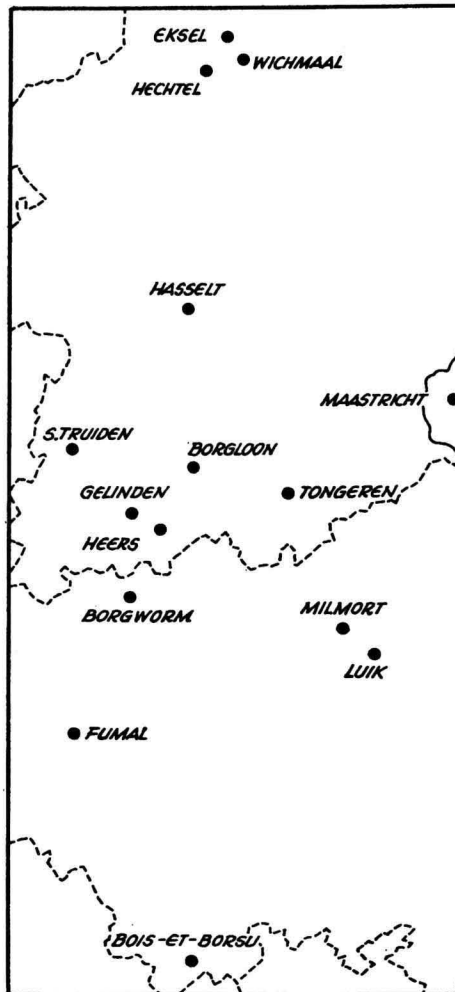 EKSEL
WICHMAAL
HECHTEL
HASSELT
MAASTRICHT
S.TRUIDEN
BORGLOON
GELINDEN
TONGEREN
HEERS
BORGWORM
MILMORT
LUIK
FUMAL
BOIS-ET-BORSU